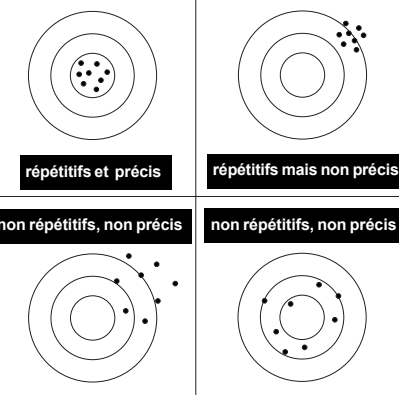 répétitifs et précis
répétitifs mais non précis
non répétitifs, non précis
non répétitifs, non précis